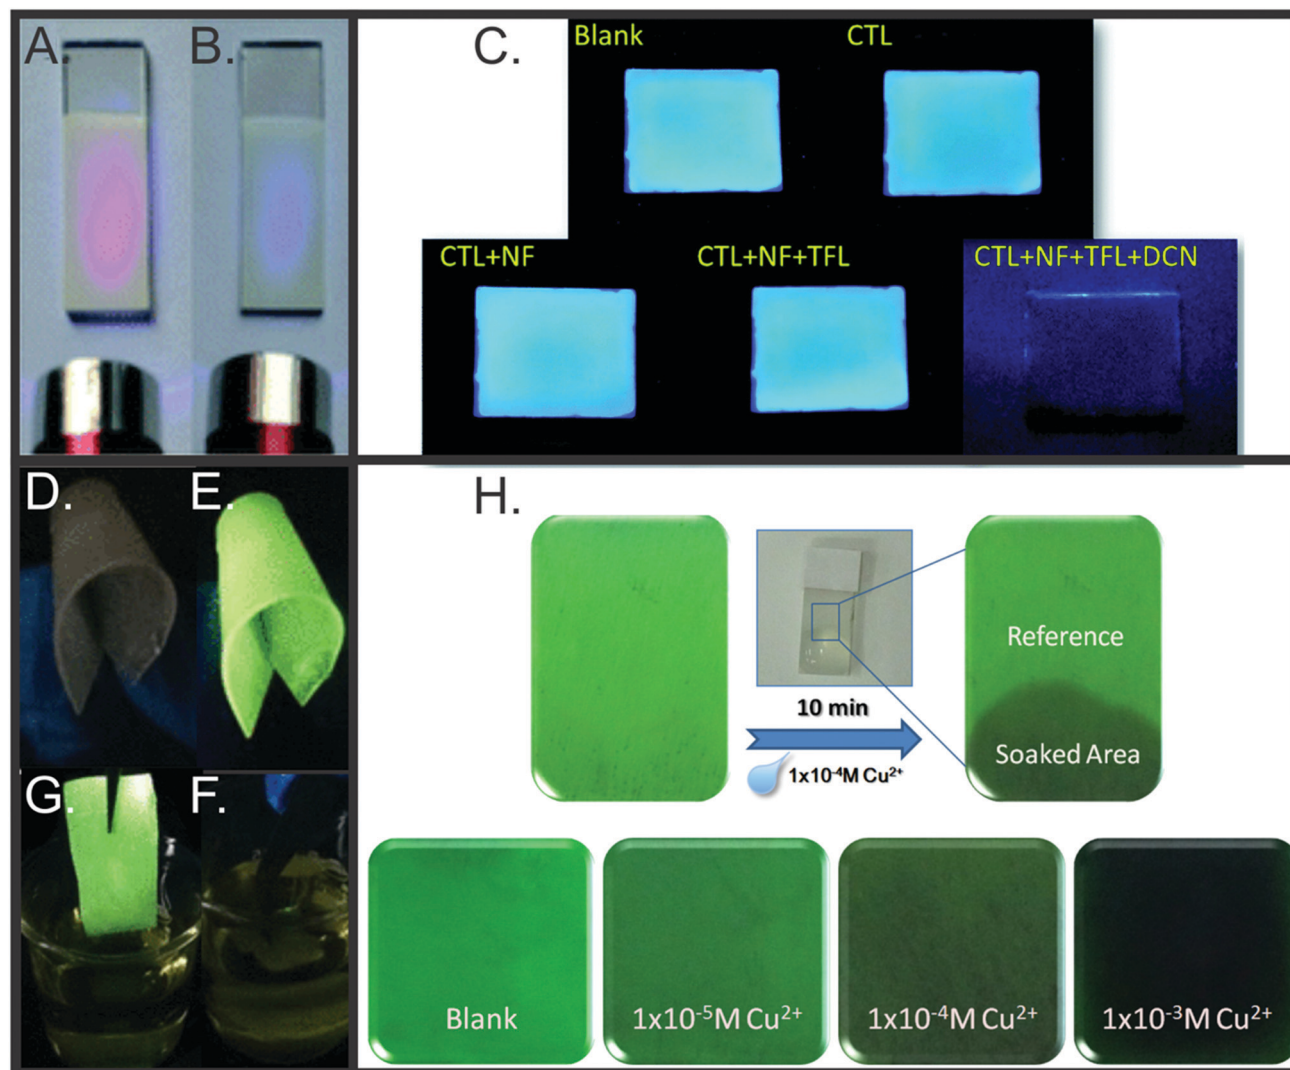 A.
B.
C.
Blank
CTL
CTL+NF
CTL+NF+TFL
CTL+NF+TFL+DCN
D.
E.
G.
F.
H.
10 min
1x10⁻⁴M Cu²⁺
Reference
Soaked Area
Blank
1x10⁻⁵M Cu²⁺
1x10⁻⁴M Cu²⁺
1x10⁻³M Cu²⁺